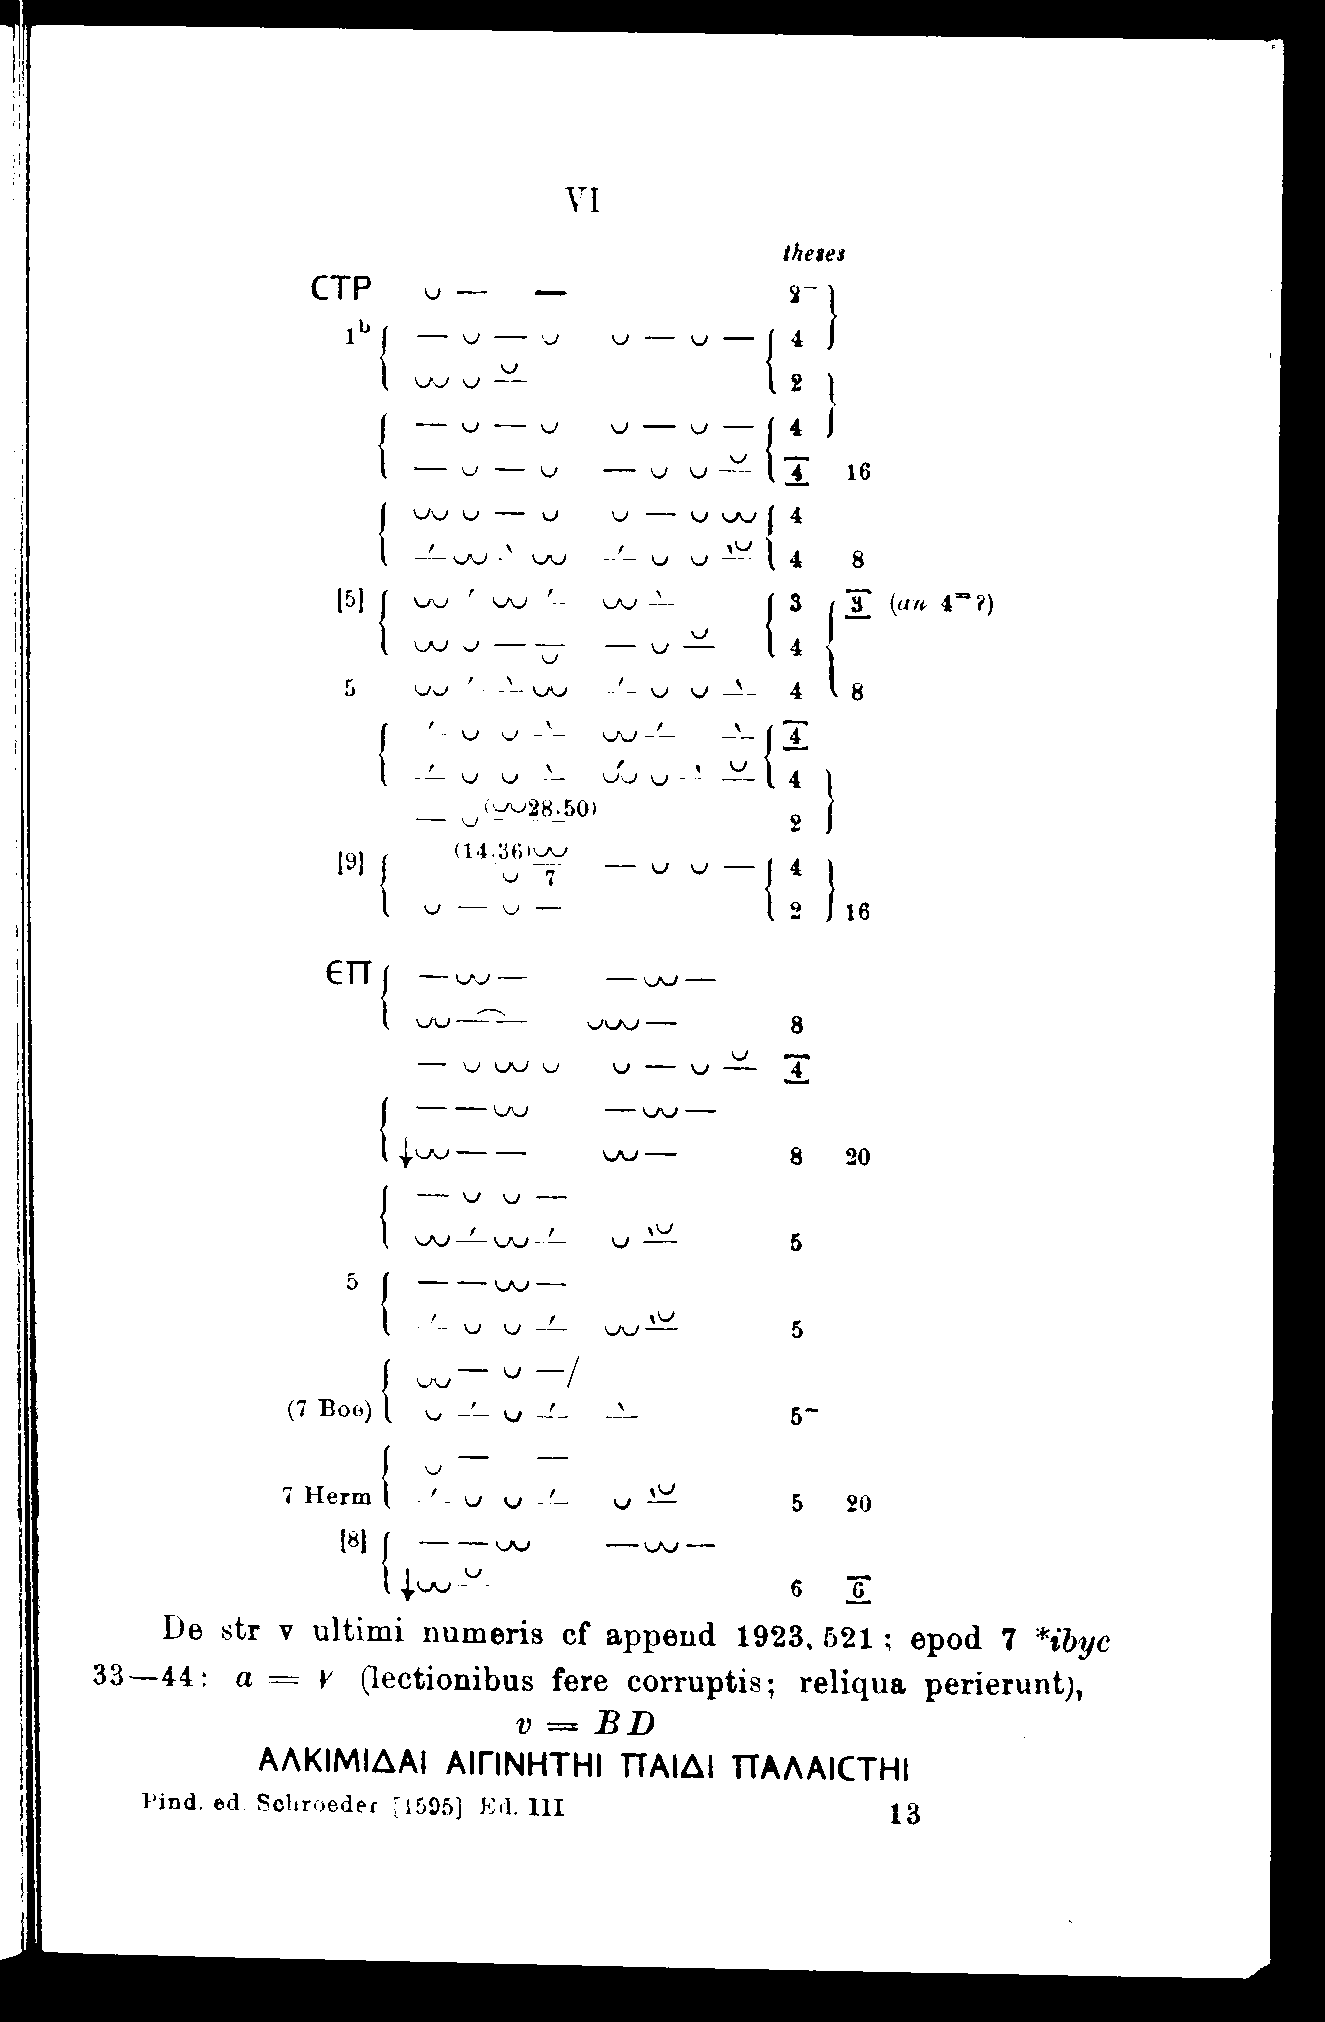 VI
theses
CΤΡ ⏑ — — 2⁻
1ᵇ — ⏑ — ⏑ ⏑ — ⏑ — 4
⏑⏑ ⏑ — 2
— ⏑ — ⏑ ⏑ — ⏑ — 4
— ⏑ — ⏑ — ⏑ ⏑ — 4 16
⏑⏑ ⏑ — ⏑ ⏑ — ⏑ ⏑⏑ 4
— ⏑⏑ — ⏑⏑ — ⏑ ⏑ — 4 8
[5] ⏑⏑ — ⏑⏑ — ⏑⏑ — 3 3 (an 4⁼?)
⏑⏑ ⏑ — — — ⏑ — 4
5 ⏑⏑ — — ⏑⏑ — ⏑ ⏑ — 4 8
— ⏑ ⏑ — ⏑⏑ — — 4
— ⏑ ⏑ — ⏑⏑ ⏑ — — 4
— ⏑ (⏑⏑28.50) 2
[9] (14.36) ⏑⏑ ⏑ — 7 — ⏑ ⏑ — 4
⏑ — ⏑ — 2 16
ЄΠ — ⏑⏑ — — ⏑⏑ —
⏑⏑ — — ⏑⏑⏑ — 8
— ⏑ ⏑⏑ ⏑ ⏑ — ⏑ — 4
— — ⏑⏑ — ⏑⏑ —
↓ ⏑⏑ — — ⏑⏑ — 8 20
— ⏑ ⏑ —
⏑⏑ — ⏑⏑ — ⏑ — 5
5 — — ⏑⏑ —
— ⏑ ⏑ — ⏑⏑ — 5
⏑⏑ — ⏑ — /
(7 Boe) ⏑ — ⏑ — — 5⁻
⏑ — —
7 Herm — ⏑ ⏑ — ⏑ — 5 20
[8] — — ⏑⏑ — ⏑⏑ —
↓ ⏑⏑ — 6 6
De str v ultimi numeris cf append 1923, 521; epod 7 *ibyc
33—44: a = V (lectionibus fere corruptis; reliqua perierunt),
v = BD
ΑΛΚΙΜΙΔΑΙ ΑΙΓΙΝΗΤΗΙ ΠΑΙΔΙ ΠΑΛΑΙCΤΗΙ
Pind. ed. Schroeder [1595] Ed. III 13